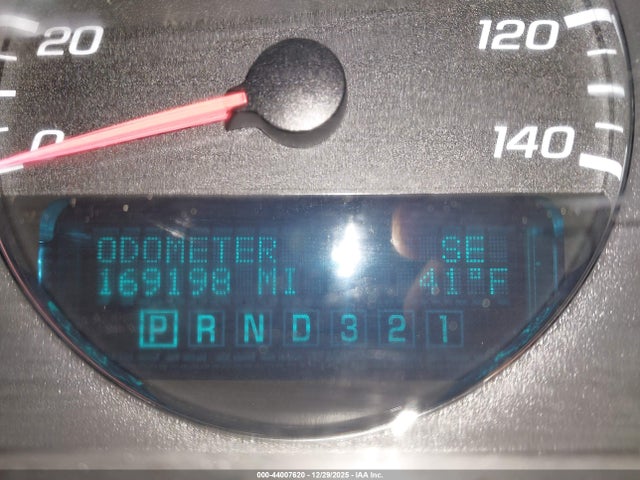 20 120
0 140
ODOMETER SE
169198 MI 41°F
P R N D 3 2 1
000-44007620 - 12/29/2025 - IAA Inc.